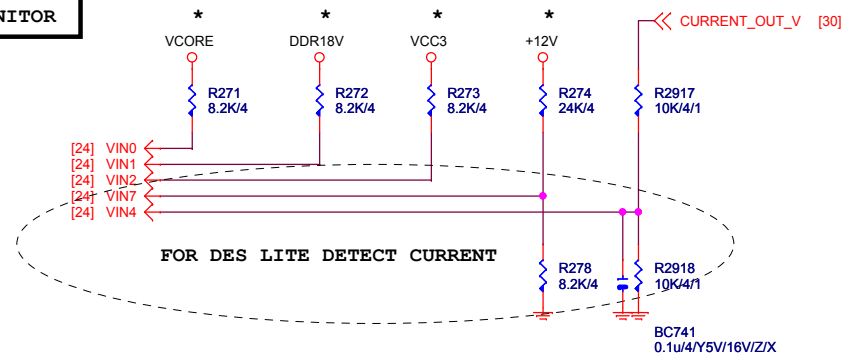 NITOR
* * * *
VCORE DDR18V VCC3 +12V
CURRENT_OUT_V [30]
R271
8.2K/4
R272
8.2K/4
R273
8.2K/4
R274
24K/4
R2917
10K/4/1
[24] VIN0
[24] VIN1
[24] VIN2
[24] VIN7
[24] VIN4
FOR DES LITE DETECT CURRENT
R278
8.2K/4
R2918
10K/4/1
BC741
0.1u/4/Y5V/16V/Z/X